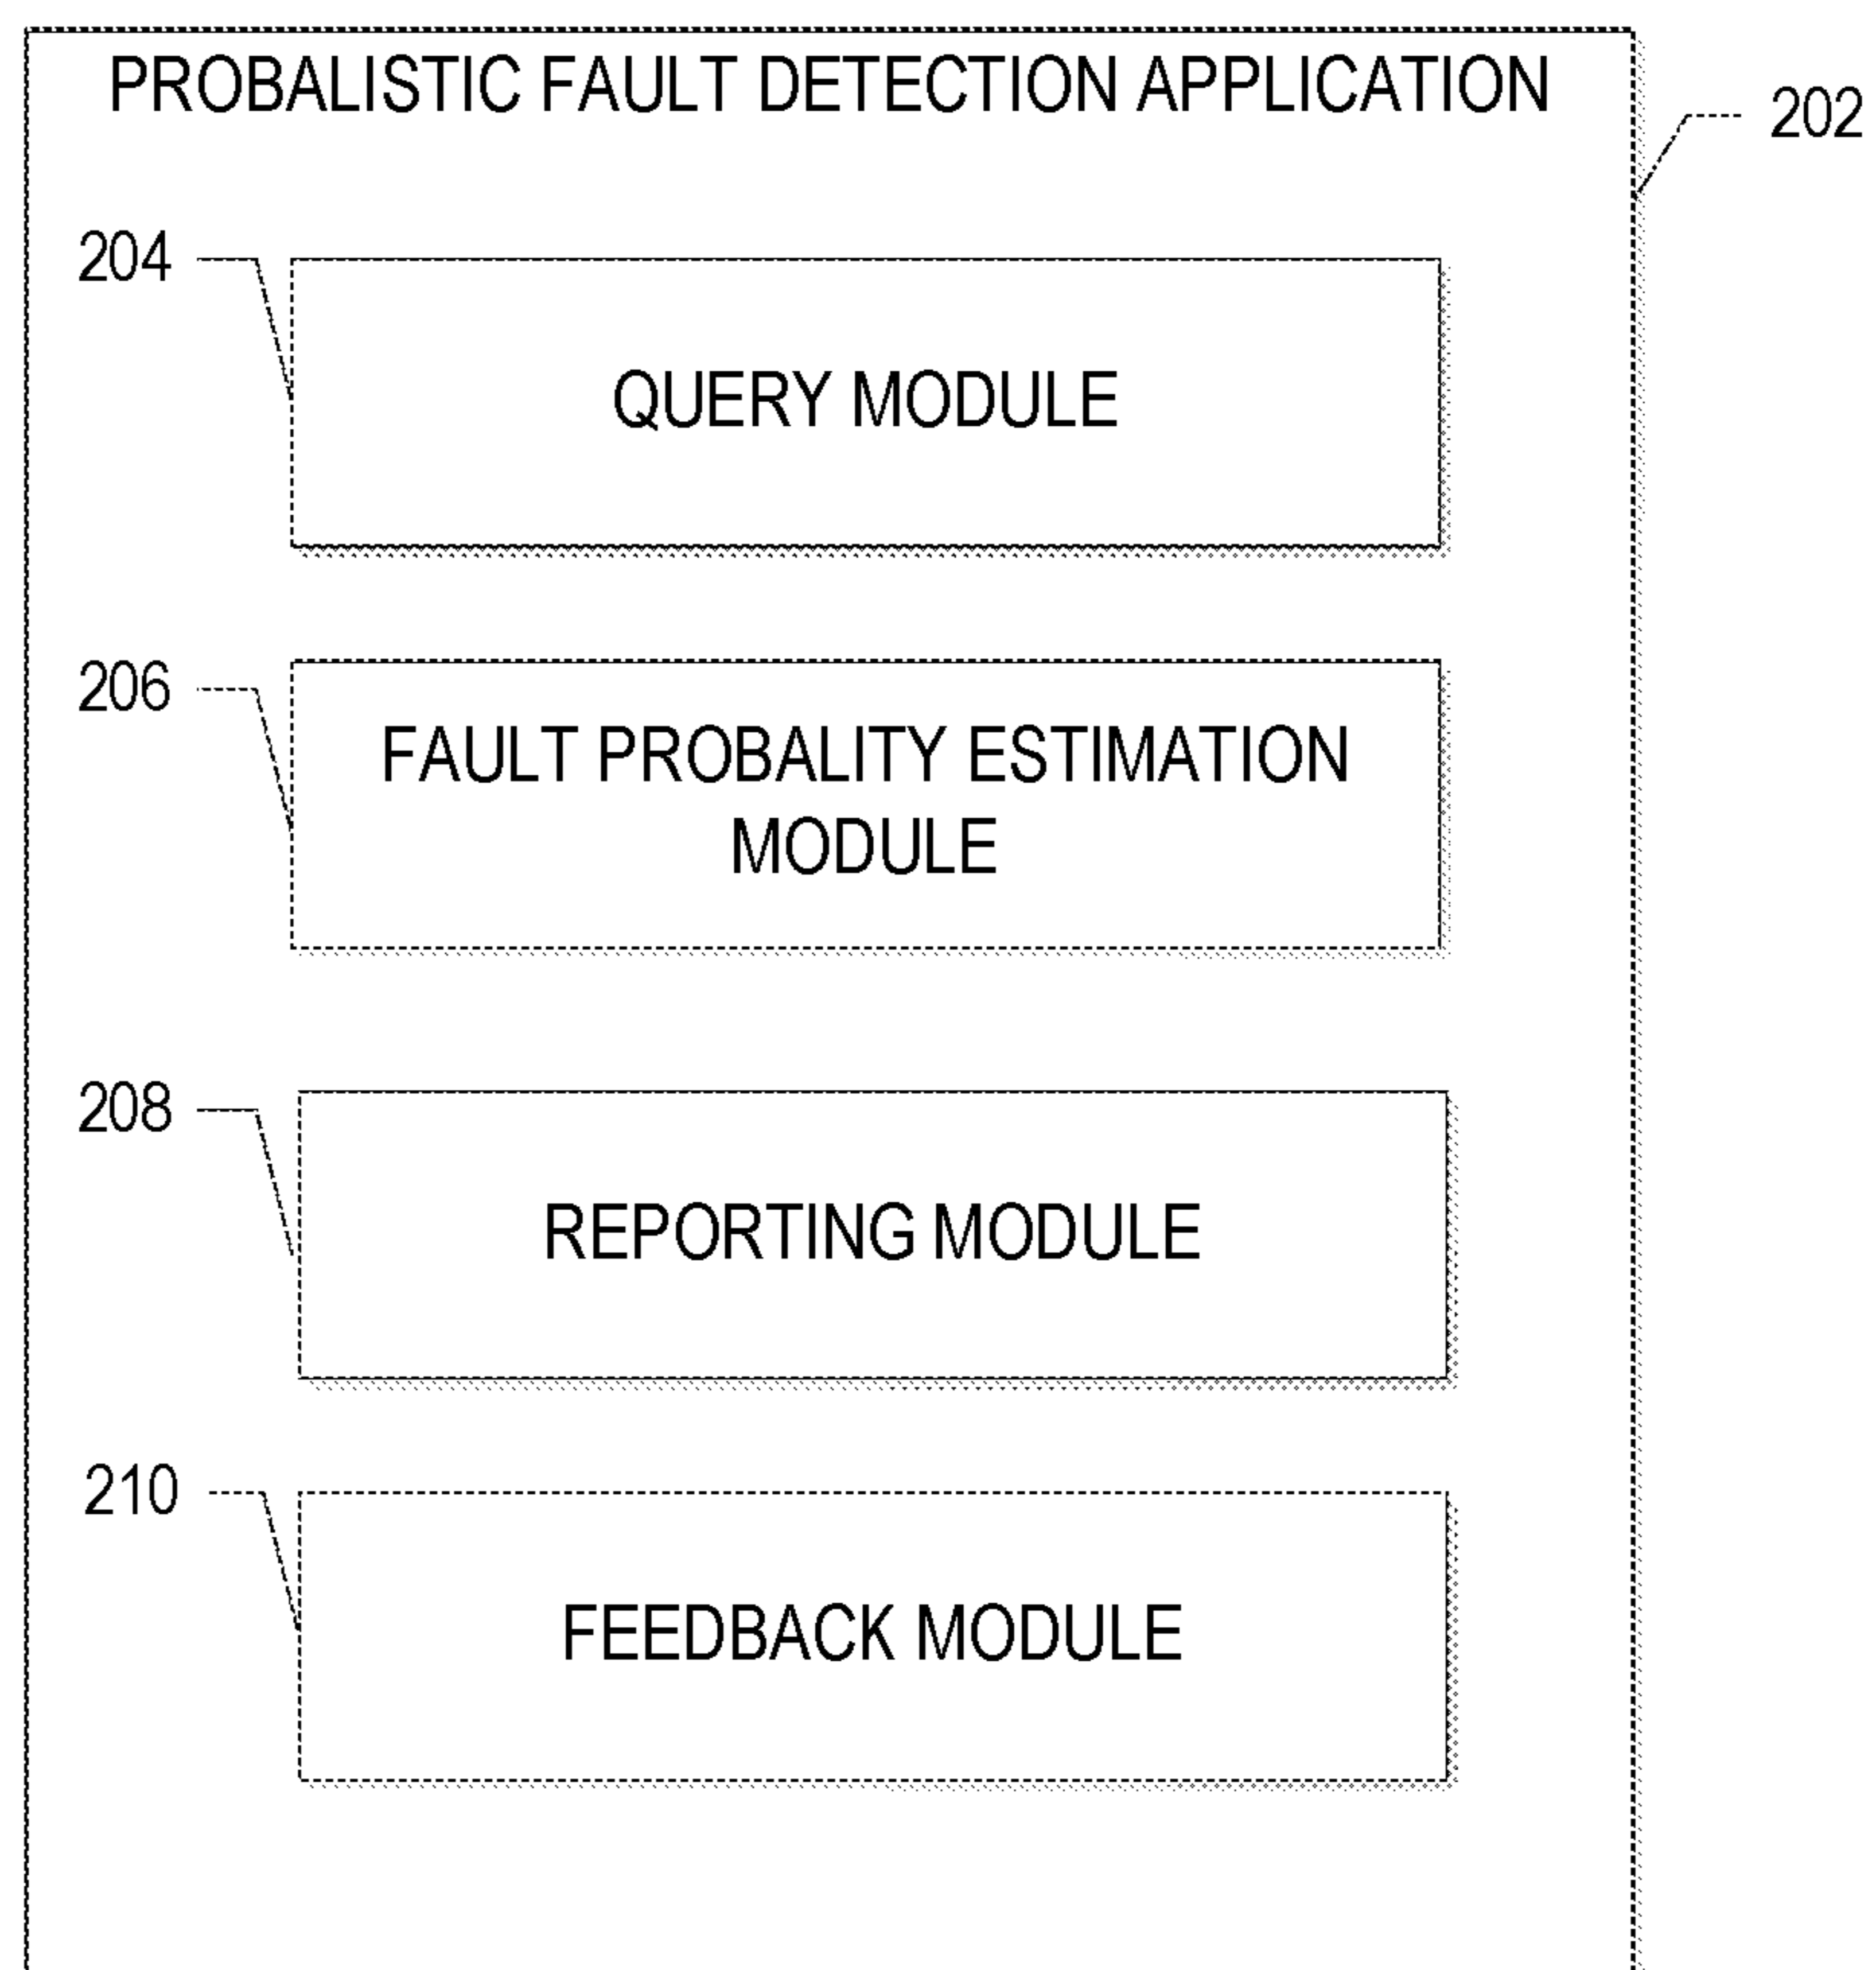 PROBALISTIC FAULT DETECTION APPLICATION
202
204
QUERY MODULE
206
FAULT PROBALITY ESTIMATION
MODULE
208
REPORTING MODULE
210
FEEDBACK MODULE